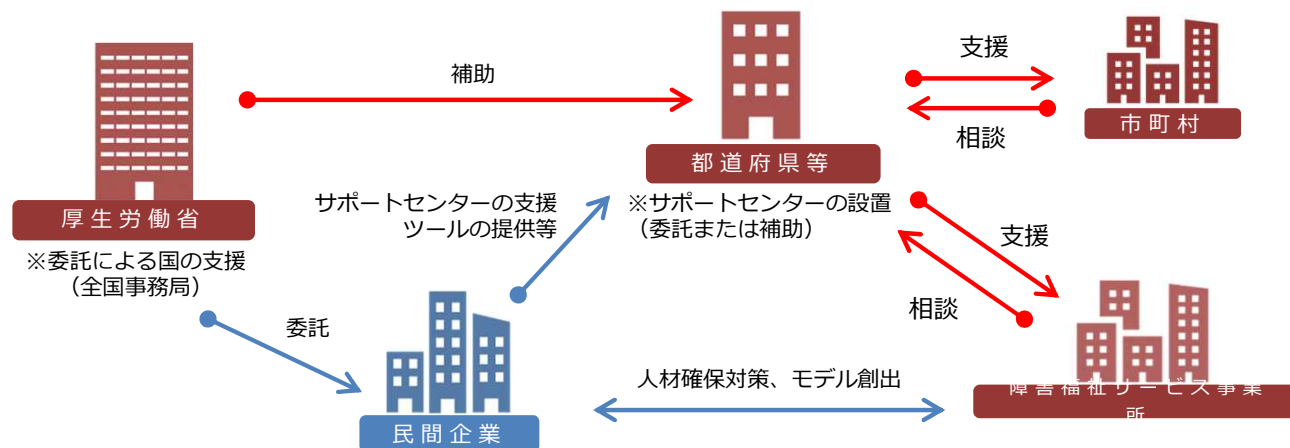 補助
支援
相談
市町村
都道府県等
厚生労働省
サポートセンターの支援
ツールの提供等
※サポートセンターの設置
（委託または補助）
※委託による国の支援
（全国事務局）
支援
相談
委託
人材確保対策、モデル創出
障害福祉サービス事業
所
民間企業